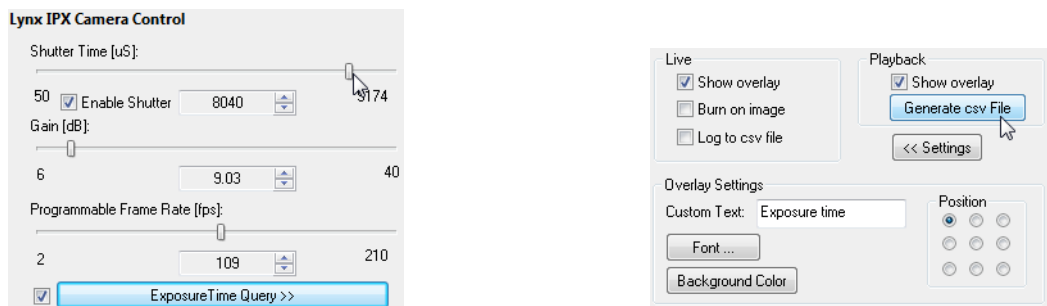 Lynx IPX Camera Control
Shutter Time [uS]:
50 Enable Shutter 8040 9174
Gain [dB]:
6 9.03 40
Programmable Frame Rate [fps]:
2 109 210
ExposureTime Query >>
Live
Show overlay
Burn on image
Log to csv file
Playback
Show overlay
Generate csv File
<< Settings
Overlay Settings
Custom Text: Exposure time
Font ...
Background Color
Position